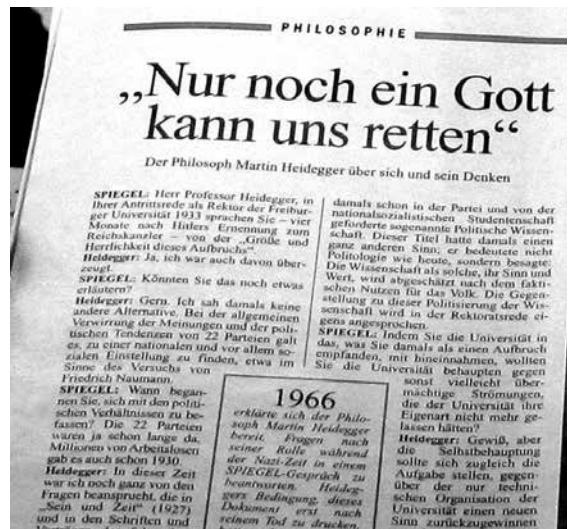 PHILOSOPHIE
„Nur noch ein Gott
kann uns retten“
Der Philosoph Martin Heidegger über sich und sein Denken
SPIEGEL: Herr Professor Heidegger, in
Ihrer Antrittsrede als Rektor der Freibur-
ger Universität 1933 sprachen Sie – vier
Monate nach Hitlers Ernennung zum
Reichskanzler – von der „Größe und
Herrlichkeit dieses Aufbruchs“.
Heidegger: Ja, ich war auch davon über-
zeugt.
SPIEGEL: Könnten Sie das noch etwas
erläutern?
Heidegger: Gern. Ich sah damals keine
andere Alternative. Bei der allgemeinen
Verwirrung der Meinungen und der poli-
tischen Tendenzen von 22 Parteien galt
es, zu einer nationalen und vor allem so-
zialen Einstellung zu finden, etwa im
Sinne des Versuchs von
Friedrich Naumann.
SPIEGEL: Wann began-
nen Sie, sich mit den politi-
schen Verhältnissen zu be-
fassen? Die 22 Parteien
waren ja schon lange da,
Millionen von Arbeitslosen
gab es auch schon 1930.
Heidegger: In dieser Zeit
war ich noch ganz von den
Fragen beansprucht, die in
„Sein und Zeit“ (1927)
und in den Schriften und
damals schon in der Partei und von der
nationalsozialistischen Studentenschaft
geforderte sogenannte Politische Wissen-
schaft. Dieser Titel hatte damals einen
ganz anderen Sinn; er bedeutete nicht
Politologie wie heute, sondern besagte:
Die Wissenschaft als solche, ihr Sinn und
Wert, wird abgeschätzt nach dem fakti-
schen Nutzen für das Volk. Die Gegen-
stellung zu dieser Politisierung der Wis-
senschaft wird in der Rektoratsrede ei-
gens angesprochen.
SPIEGEL: Indem Sie die Universität in
das, was Sie damals als einen Aufbruch
empfanden, mit hineinnahmen, wollten
Sie die Universität behaupten gegen
sonst vielleicht über-
mächtige Strömungen,
die der Universität ihre
Eigenart nicht mehr ge-
lassen hätten?
Heidegger: Gewiß, aber
die Selbstbehauptung
sollte sich zugleich die
Aufgabe stellen, gegen-
über der nur techni-
schen Organisation der
Universität einen neuen
Sinn zurückzugewinnen
1966
erklärte sich der Philo-
soph Martin Heidegger
bereit, Fragen nach
seiner Rolle während
der Nazi-Zeit in einem
SPIEGEL-Gespräch zu
beantworten. Heideg-
gers Bedingung, dieses
Dokument erst nach
seinem Tod zu drucken,